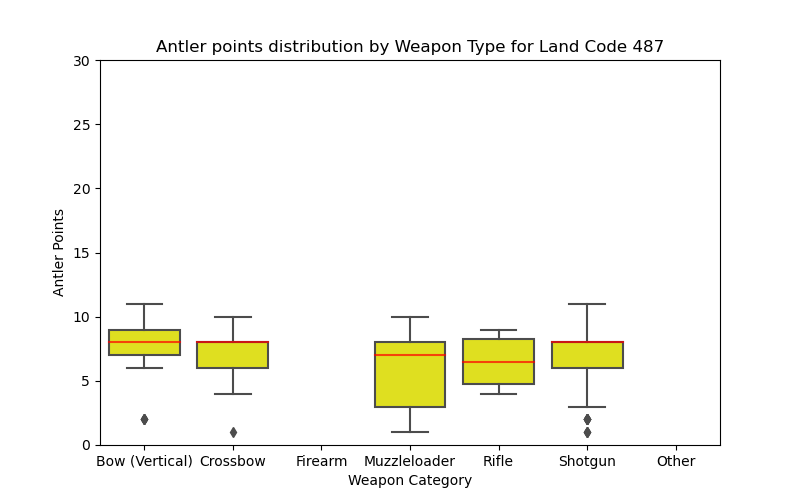 Antler points distribution by Weapon Type for Land Code 487
30
25
20
15
10
5
0
Antler Points
Bow (Vertical) Crossbow Firearm Muzzleloader Rifle Shotgun Other
Weapon Category